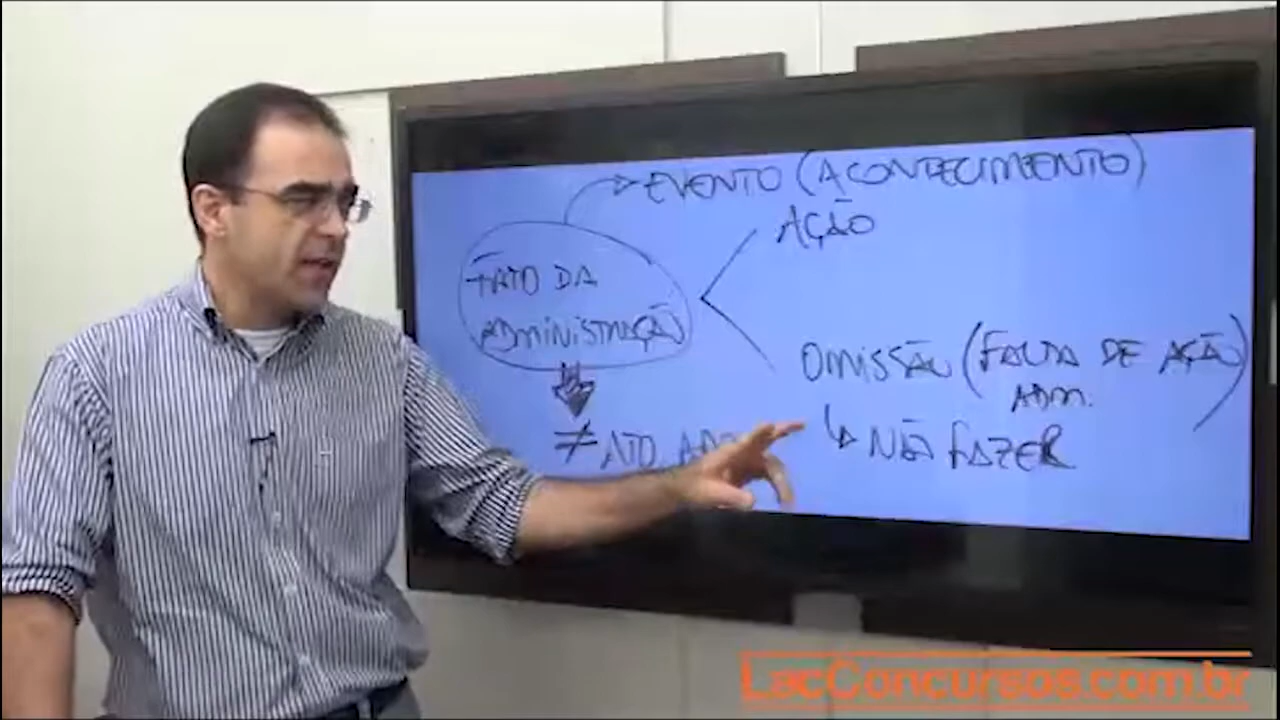 EVENTO (ACONTECIMENTO)
AÇÃO
FATO DA
ADMINISTRAÇÃO
OMISSÃO (FALTA DE AÇÃO)
ADM.
≠ ATO
↳ NÃO FAZER
LacConcursos.com.br